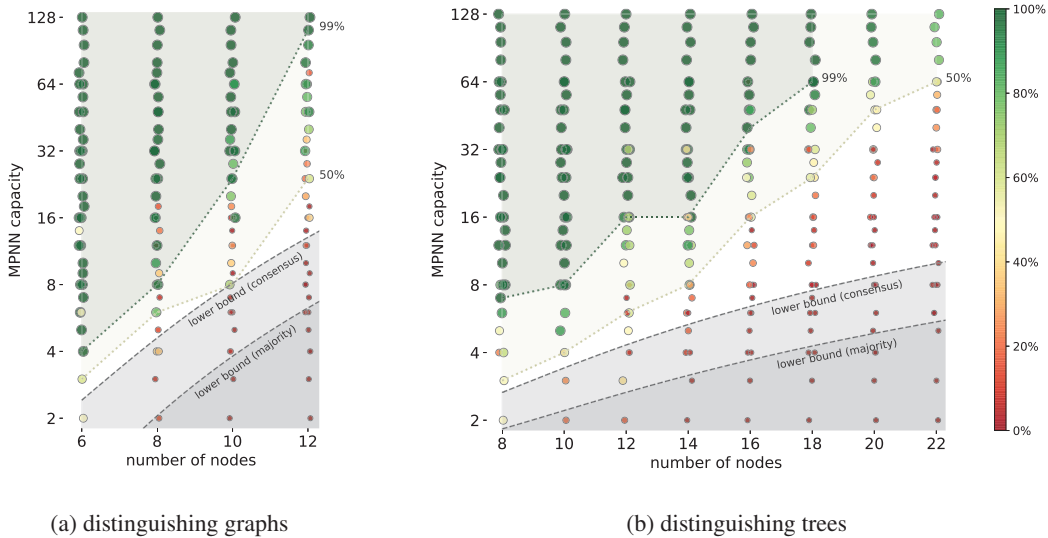 128
64
32
16
8
4
2
MPNN capacity
99%
50%
lower bound (consensus)
lower bound (majority)
6 8 10 12
number of nodes
(a) distinguishing graphs
128
64
32
16
8
4
2
MPNN capacity
99%
50%
lower bound (consensus)
lower bound (majority)
8 10 12 14 16 18 20 22
number of nodes
(b) distinguishing trees
100%
80%
60%
40%
20%
0%